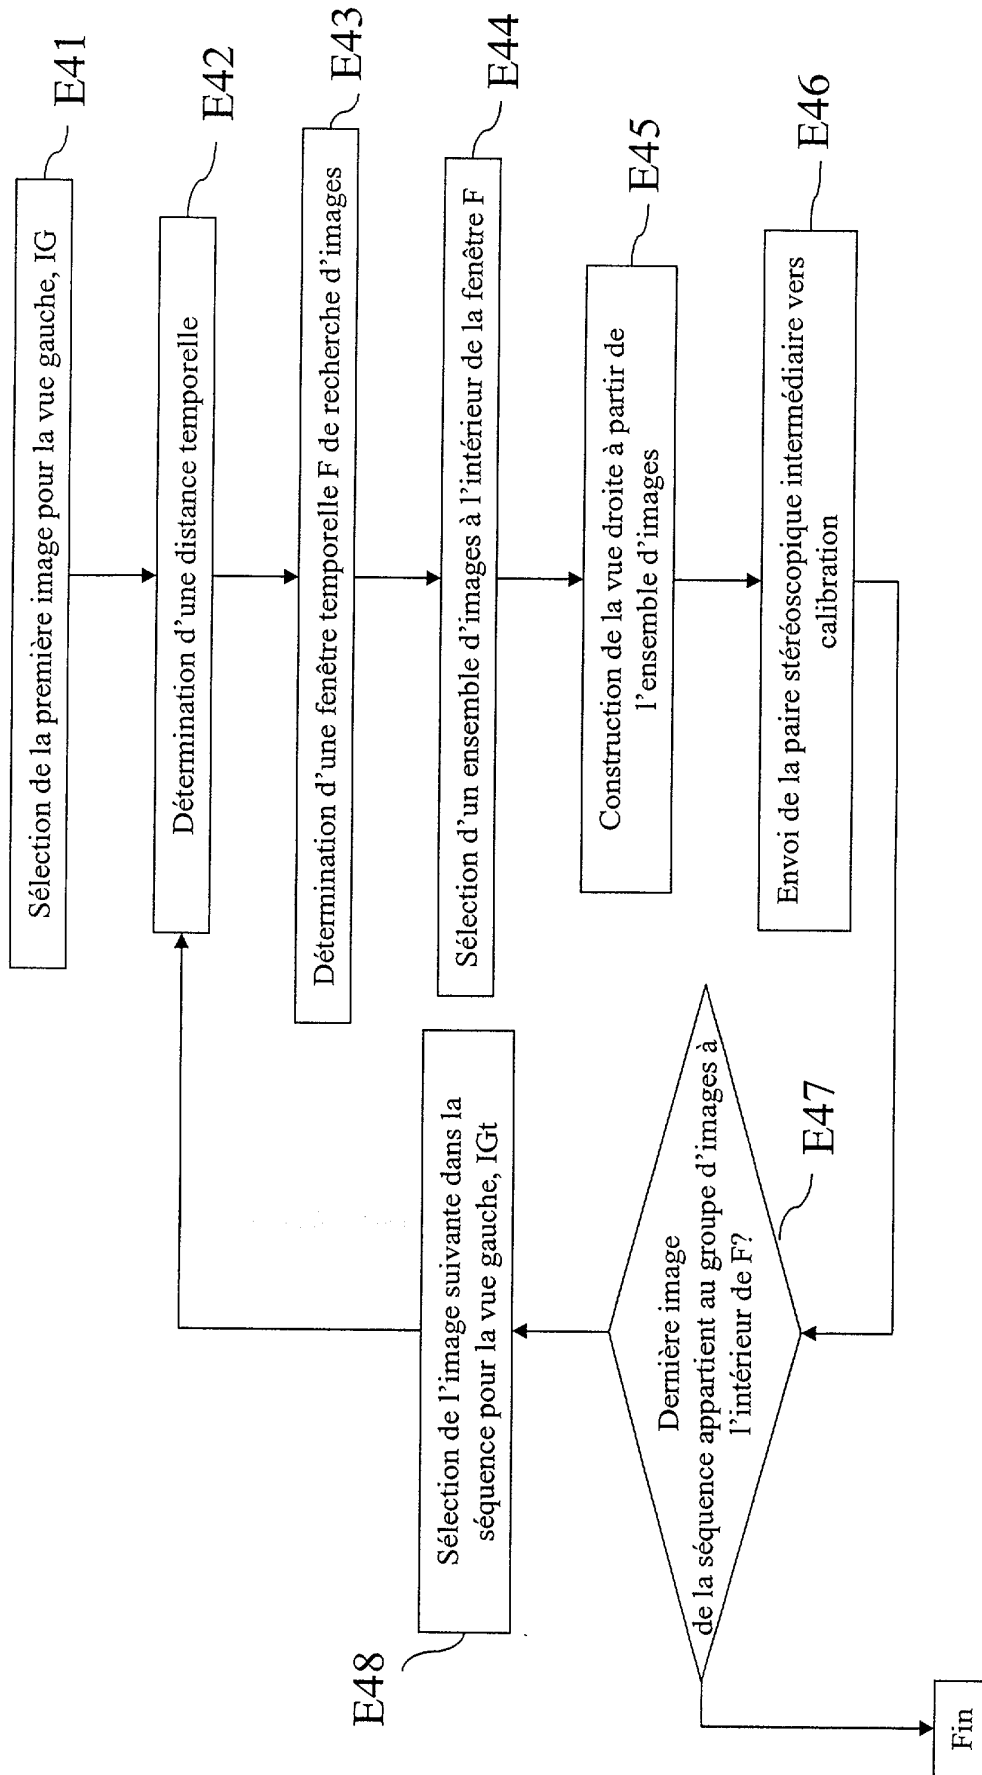 Sélection de la première image pour la vue gauche, IG
E41
Détermination d'une distance temporelle
E42
Détermination d'une fenêtre temporelle F de recherche d'images
E43
Sélection d'un ensemble d'images à l'intérieur de la fenêtre F
E44
Construction de la vue droite à partir de
l'ensemble d'images
E45
Envoi de la paire stéréoscopique intermédiaire vers
calibration
E46
Dernière image
de la séquence appartient au groupe d'images à
l'intérieur de F?
E47
Sélection de l'image suivante dans la
séquence pour la vue gauche, IGt
E48
Fin